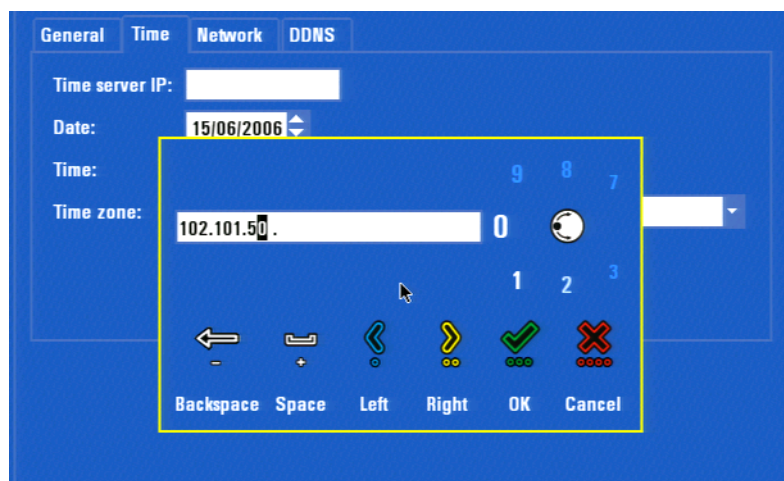 General Time Network DDNS
Time server IP:
Date: 15/06/2006
Time:
Time zone:
9 8 7
102.101.50 . 0
1 2 3
- +
Backspace Space Left Right OK Cancel